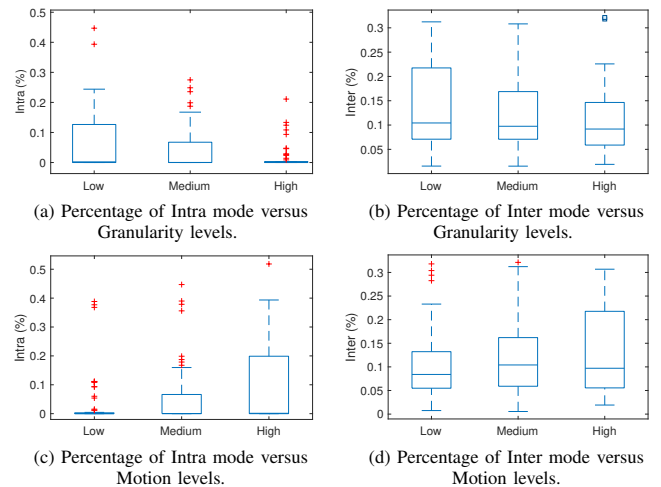 0.5
0.4
0.3
0.2
0.1
0
Intra (%)
Low Medium High
(a) Percentage of Intra mode versus
Granularity levels.
0.3
0.25
0.2
0.15
0.1
0.05
Inter (%)
Low Medium High
(b) Percentage of Inter mode versus
Granularity levels.
0.5
0.4
0.3
0.2
0.1
0
Intra (%)
Low Medium High
(c) Percentage of Intra mode versus
Motion levels.
0.3
0.25
0.2
0.15
0.1
0.05
0
Inter (%)
Low Medium High
(d) Percentage of Inter mode versus
Motion levels.